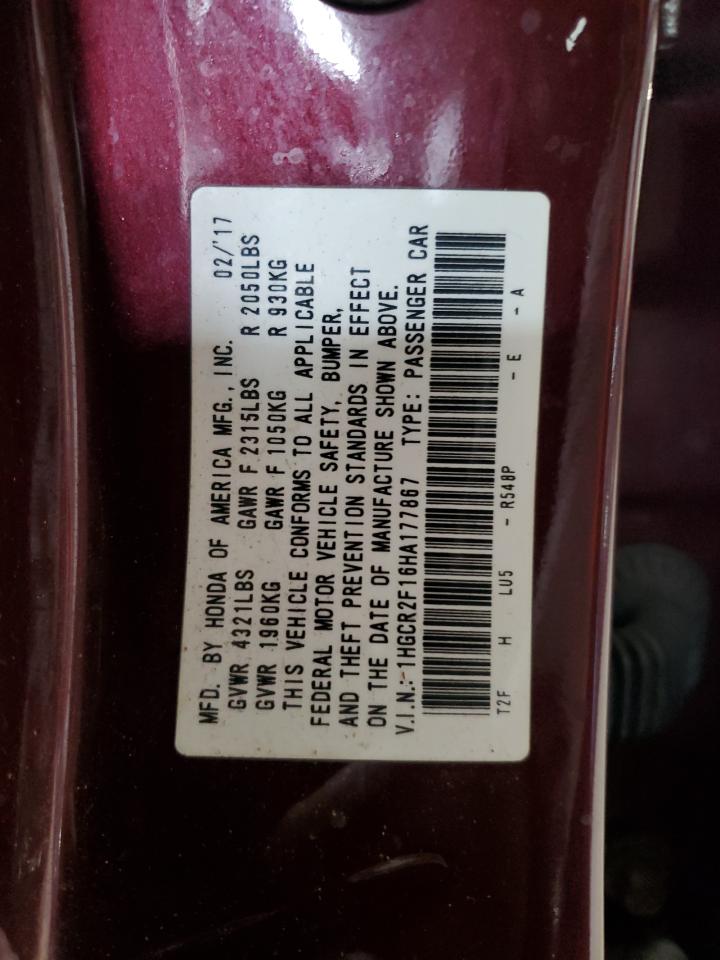 MFD. BY HONDA OF AMERICA MFG., INC. 02/'17
GVWR 4321LBS GAWR F 2315LBS R 2050LBS
GVWR 1960KG GAWR F 1050KG R 930KG
THIS VEHICLE CONFORMS TO ALL APPLICABLE
FEDERAL MOTOR VEHICLE SAFETY, BUMPER,
AND THEFT PREVENTION STANDARDS IN EFFECT
ON THE DATE OF MANUFACTURE SHOWN ABOVE.
V.I.N.: 1HGCR2F16HA177867 TYPE: PASSENGER CAR
T2F H LU5 - R548P - E - A